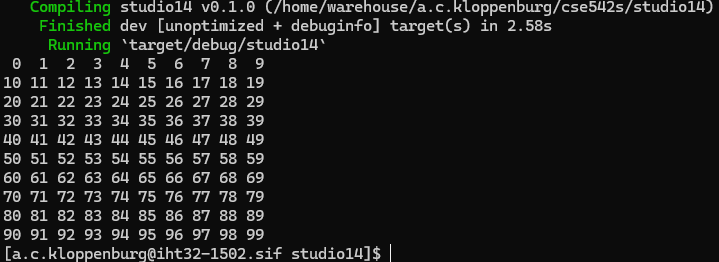 Compiling studio14 v0.1.0 (/home/warehouse/a.c.kloppenburg/cse542s/studio14)
Finished dev [unoptimized + debuginfo] target(s) in 2.58s
Running `target/debug/studio14`
0 1 2 3 4 5 6 7 8 9
10 11 12 13 14 15 16 17 18 19
20 21 22 23 24 25 26 27 28 29
30 31 32 33 34 35 36 37 38 39
40 41 42 43 44 45 46 47 48 49
50 51 52 53 54 55 56 57 58 59
60 61 62 63 64 65 66 67 68 69
70 71 72 73 74 75 76 77 78 79
80 81 82 83 84 85 86 87 88 89
90 91 92 93 94 95 96 97 98 99
[a.c.kloppenburg@iht32-1502.sif studio14]$